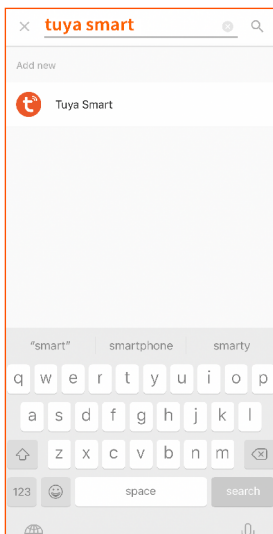 tuya smart
Add new
Tuya Smart
"smart" smartphone smarty
q w e r t y u i o p
a s d f g h j k l
z x c v b n m
123 space search